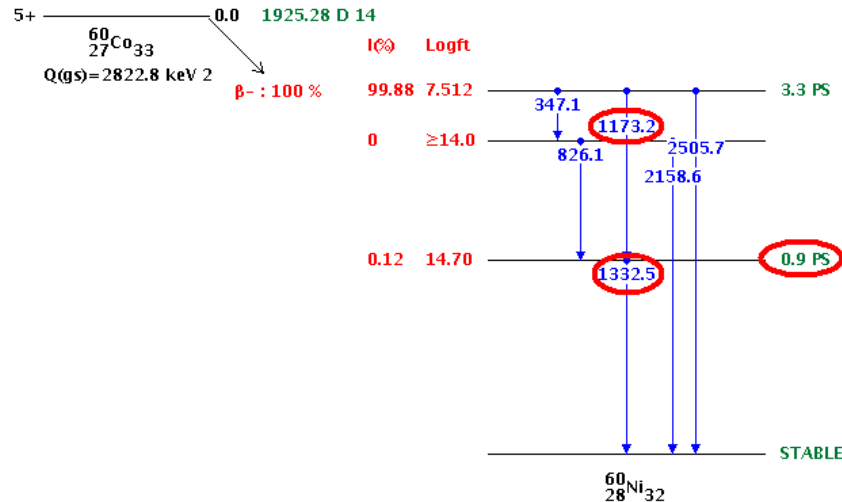 5+ 0.0 1925.28 D 14
60
27Co33
Q(gs)=2822.8 keV 2
I(%) Logft
β- : 100 % 99.88 7.512 3.3 PS
347.1
1173.2
0 ≥14.0
826.1
2505.7
2158.6
0.12 14.70 0.9 PS
1332.5
STABLE
60
28Ni32